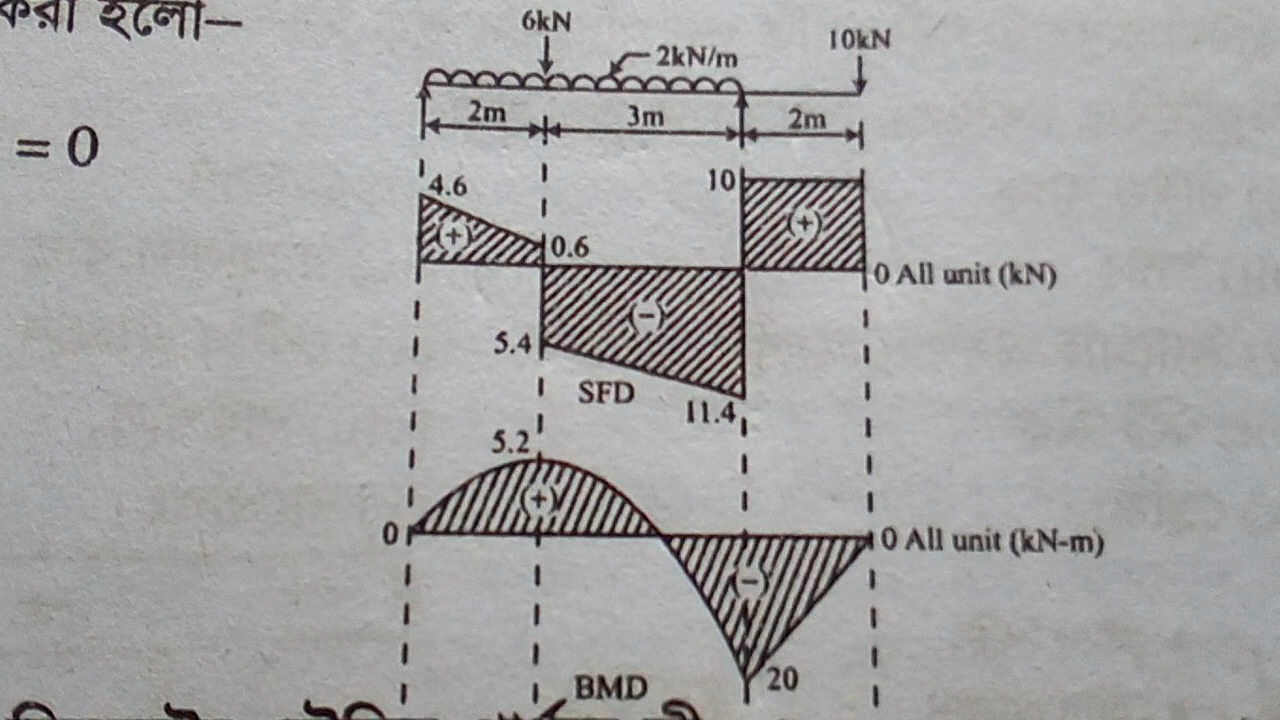 করা হলো—
6kN
2kN/m
10kN
2m 3m 2m
= 0
4.6
10
(+)
(+)
0.6
0 All unit (kN)
(−)
5.4
SFD
11.4
5.2
(+)
0
0 All unit (kN-m)
(−)
BMD
20